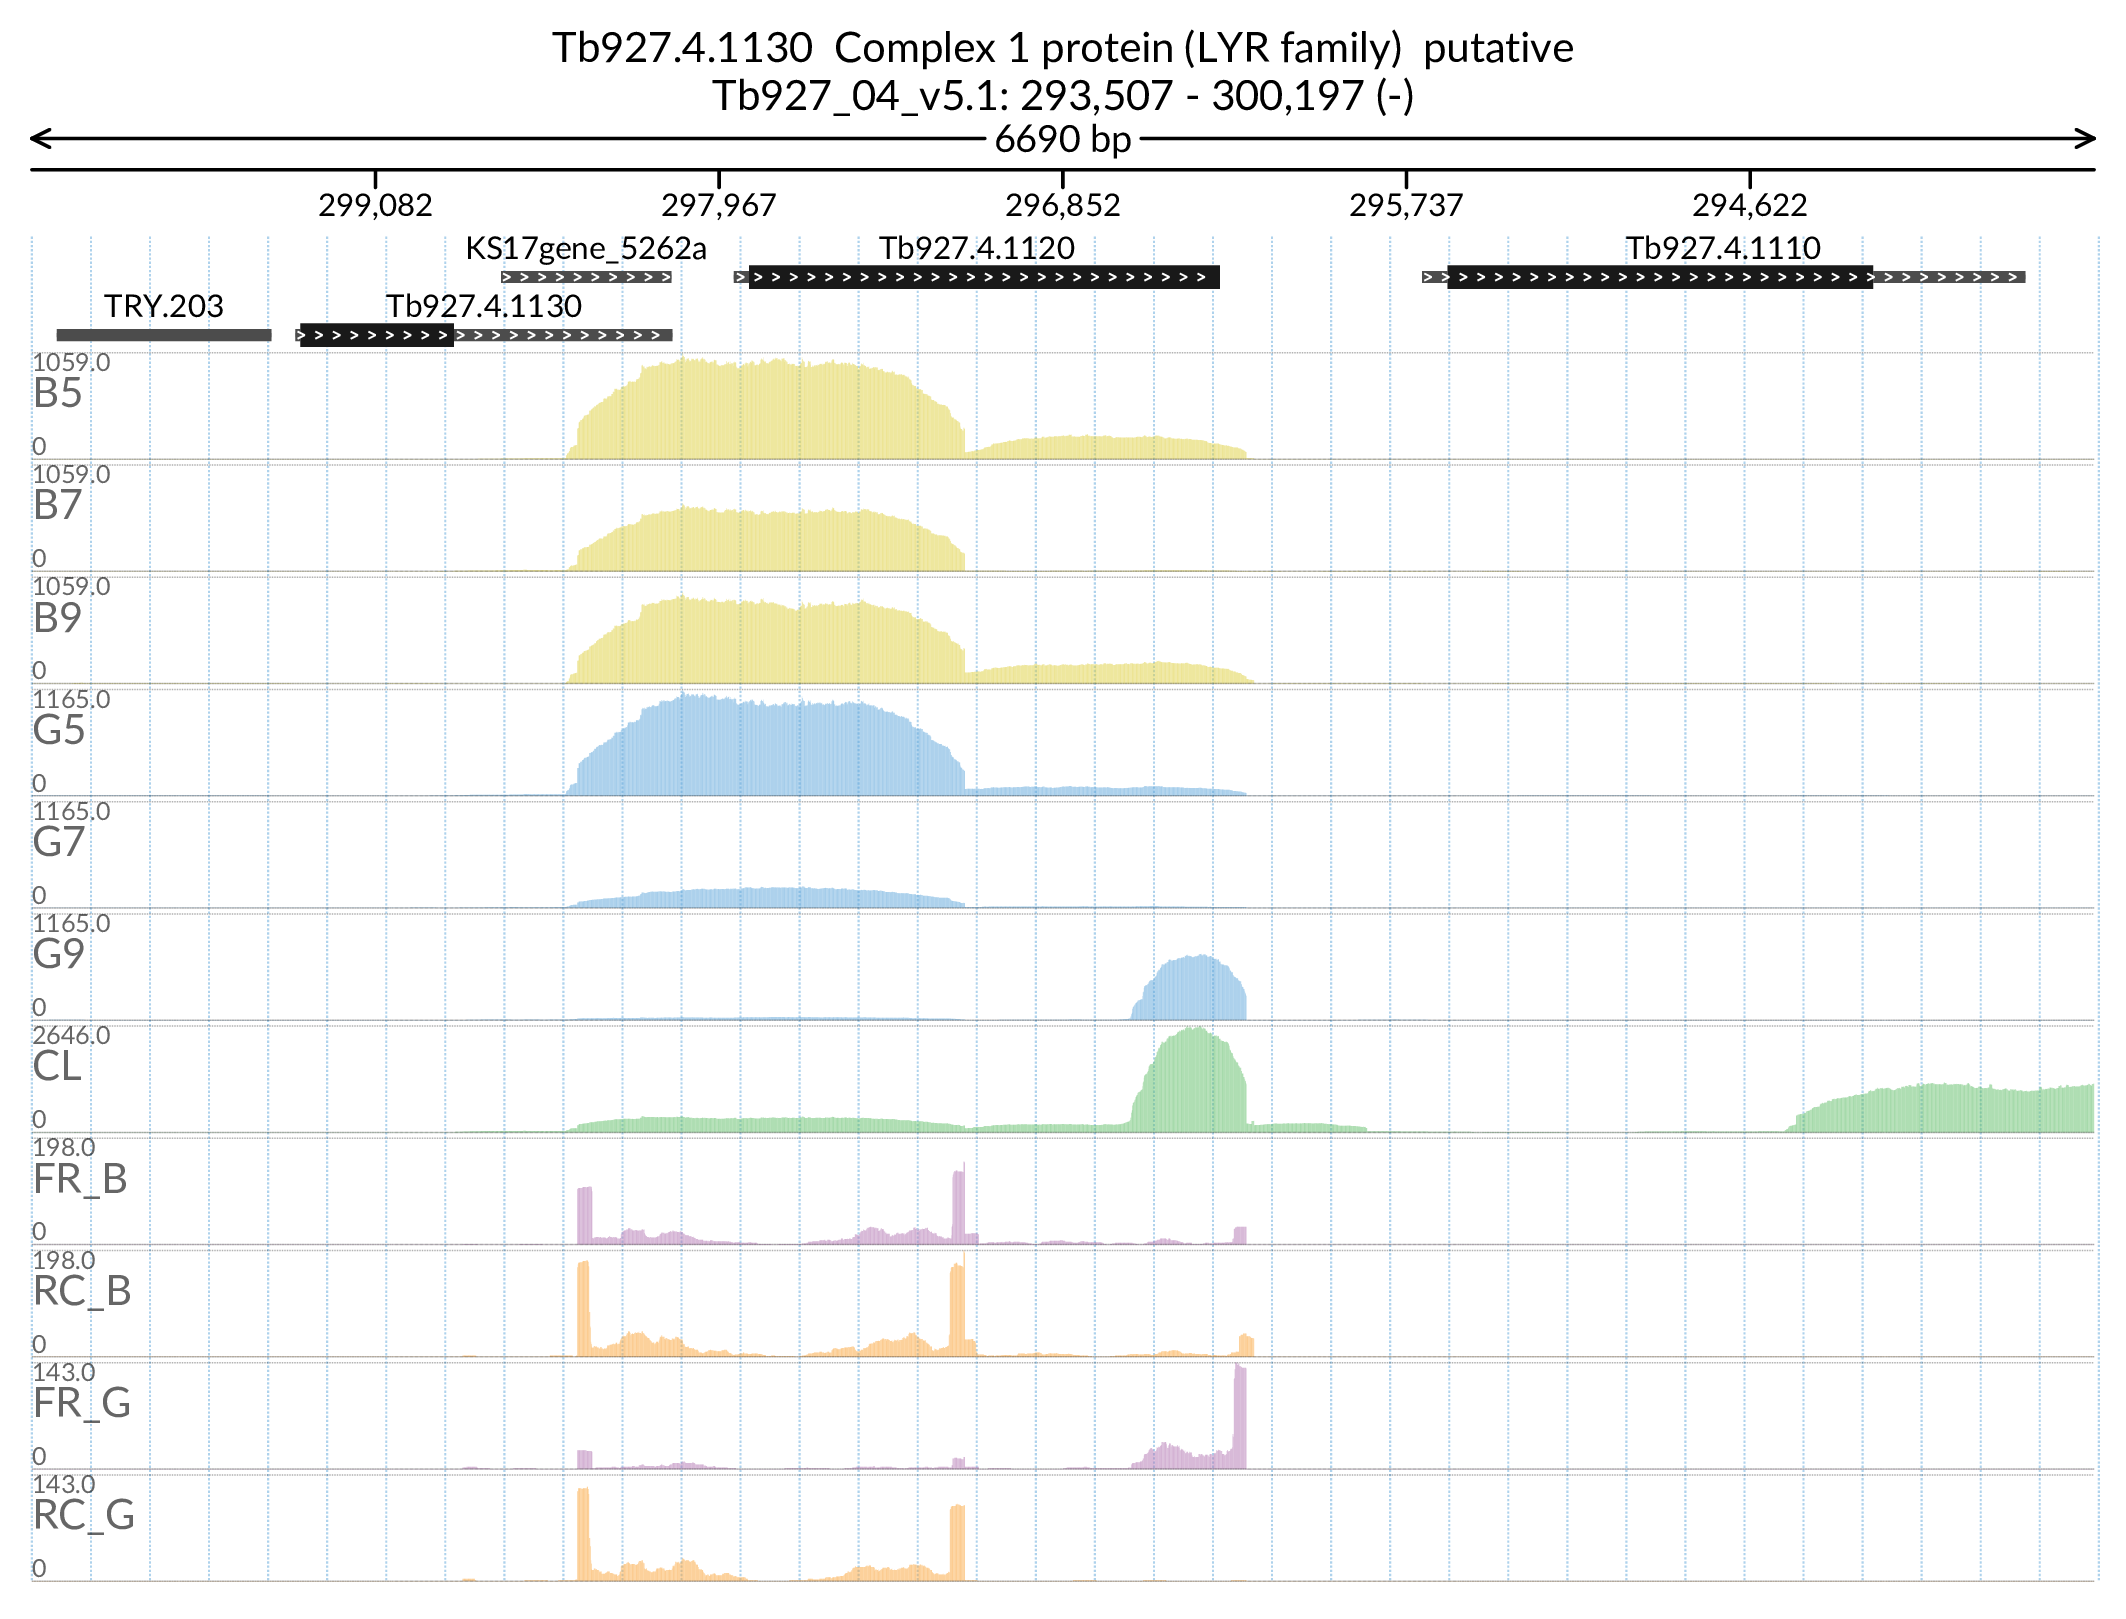 Tb927.4.1130 Complex 1 protein (LYR family) putative
Tb927_04_v5.1: 293,507 - 300,197 (-)
6690 bp
299,082 297,967 296,852 295,737 294,622
KS17gene_5262a Tb927.4.1120 Tb927.4.1110
TRY.203 Tb927.4.1130
1059.0
B5
0
1059.0
B7
0
1059.0
B9
0
1165.0
G5
0
1165.0
G7
0
1165.0
G9
0
2646.0
CL
0
198.0
FR_B
0
198.0
RC_B
0
143.0
FR_G
0
143.0
RC_G
0